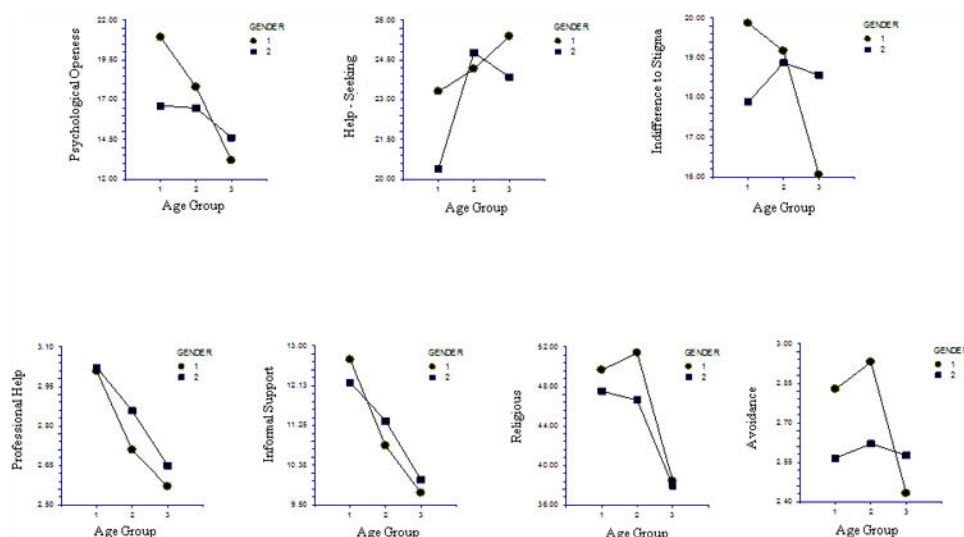 Psychological Openess
22.00
19.50
17.00
14.50
12.00
GENDER
1
2
1 2 3
Age Group
Help - Seeking
26.00
24.50
23.00
21.50
20.00
GENDER
1
2
1 2 3
Age Group
Indifference to Stigma
20.00
19.00
18.00
17.00
16.00
GENDER
1
2
1 2 3
Age Group
Professional Help
3.10
2.95
2.80
2.65
2.50
GENDER
1
2
1 2 3
Age Group
Informal Support
13.00
12.13
11.25
10.38
9.50
GENDER
1
2
1 2 3
Age Group
Religious
52.00
48.00
44.00
40.00
36.00
GENDER
1
2
1 2 3
Age Group
Avoidance
3.00
2.85
2.70
2.55
2.40
GENDER
1
2
1 2 3
Age Group